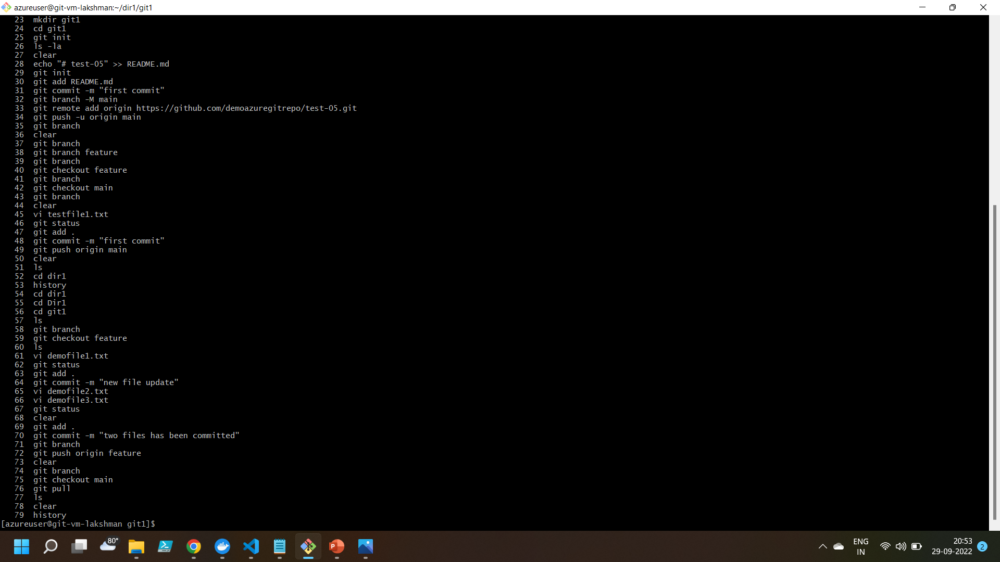 azureuser@git-vm-lakshman:~/dir1/git1
23 mkdir git1
24 cd git1
25 git init
26 ls -la
27 clear
28 echo "# test-05" >> README.md
29 git init
30 git add README.md
31 git commit -m "first commit"
32 git branch -M main
33 git remote add origin https://github.com/demoazuregitrepo/test-05.git
34 git push -u origin main
35 git branch
36 clear
37 git branch
38 git branch feature
39 git branch
40 git checkout feature
41 git branch
42 git checkout main
43 git branch
44 clear
45 vi testfile1.txt
46 git status
47 git add .
48 git commit -m "first commit"
49 git push origin main
50 clear
51 ls
52 cd dir1
53 history
54 cd dir1
55 cd Dir1
56 cd git1
57 ls
58 git branch
59 git checkout feature
60 ls
61 vi demofile1.txt
62 git status
63 git add .
64 git commit -m "new file update"
65 vi demofile2.txt
66 vi demofile3.txt
67 git status
68 clear
69 git add .
70 git commit -m "two files has been committed"
71 git branch
72 git push origin feature
73 clear
74 git branch
75 git checkout main
76 git pull
77 ls
78 clear
79 history
[azureuser@git-vm-lakshman git1]$
80°
ENG
IN
20:53
29-09-2022
2